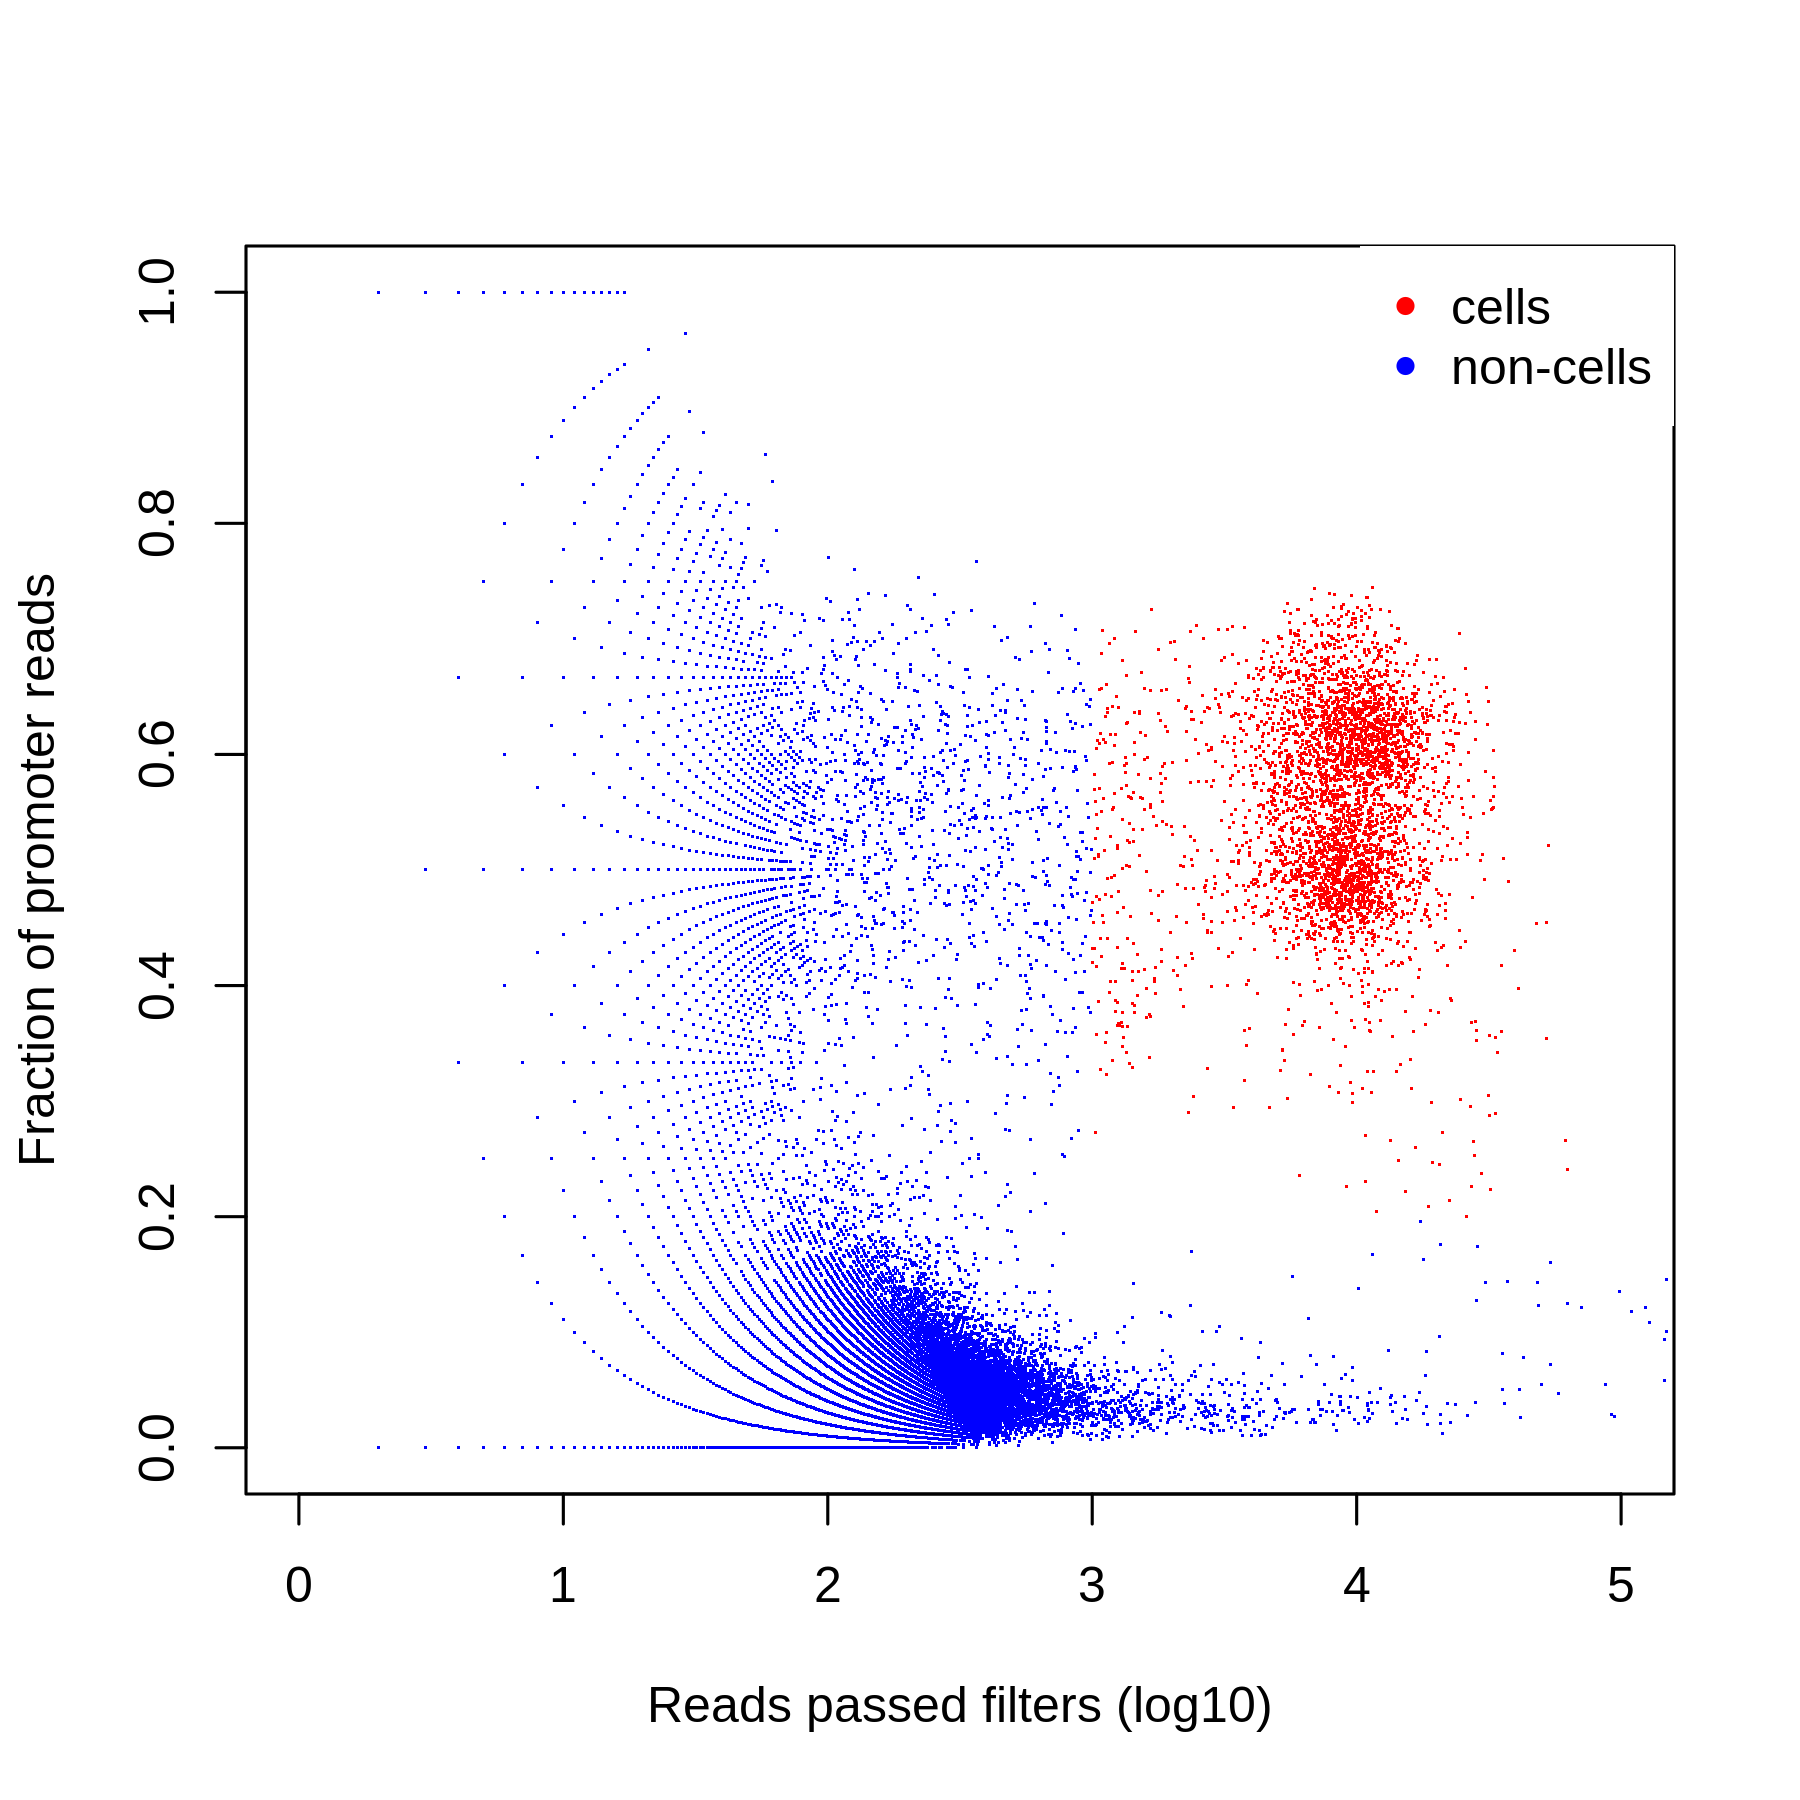 cells
non-cells
Fraction of promoter reads
1.0
0.8
0.6
0.4
0.2
0.0
0 1 2 3 4 5
Reads passed filters (log10)